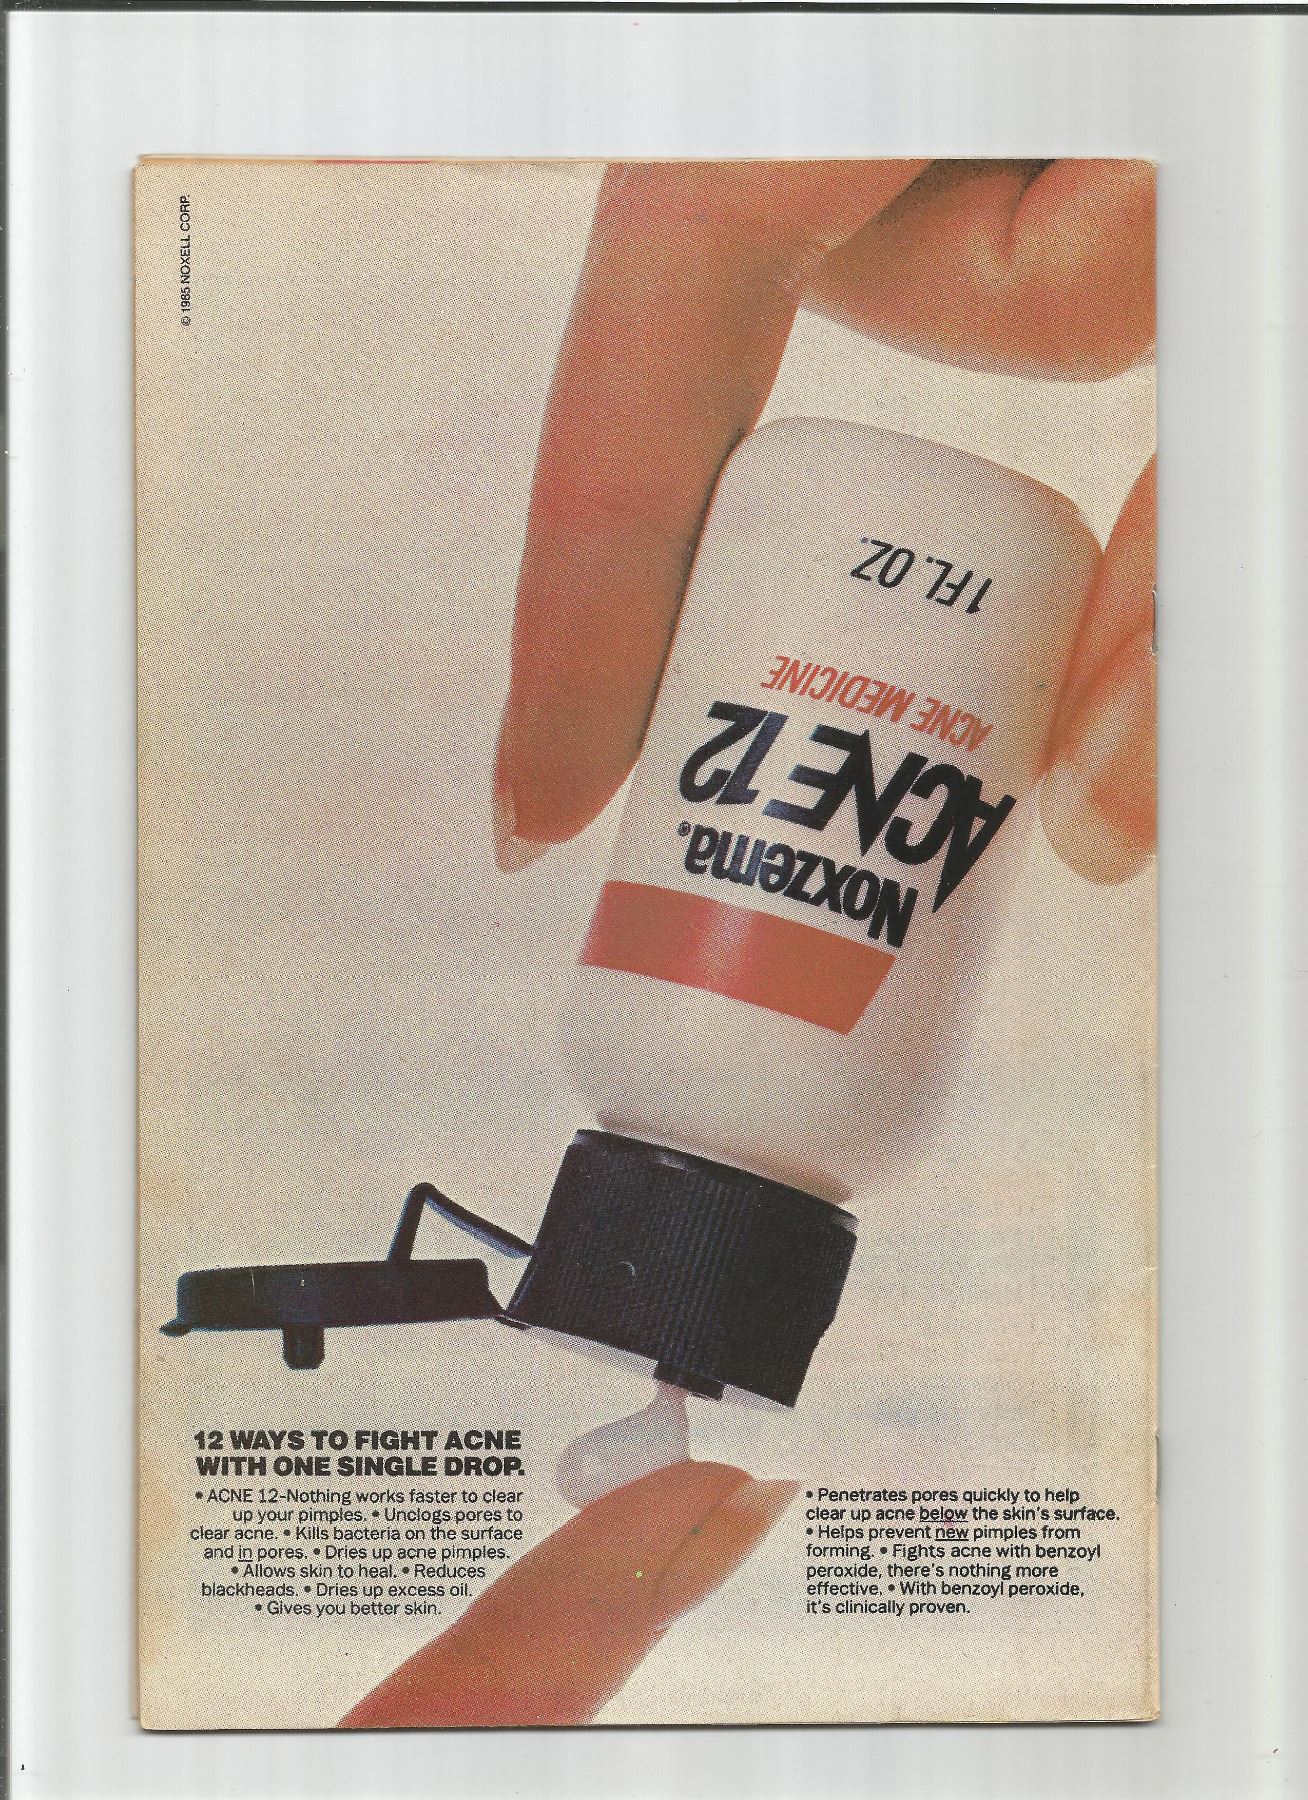 © 1985 NOXELL CORP.
1 FL. OZ.
ACNE MEDICINE
ACNE 12
Noxzema®
12 WAYS TO FIGHT ACNE
WITH ONE SINGLE DROP.
• ACNE 12-Nothing works faster to clear
up your pimples. • Unclogs pores to
clear acne. • Kills bacteria on the surface
and in pores. • Dries up acne pimples.
• Allows skin to heal. • Reduces
blackheads. • Dries up excess oil.
• Gives you better skin.
• Penetrates pores quickly to help
clear up acne below the skin's surface.
• Helps prevent new pimples from
forming. • Fights acne with benzoyl
peroxide, there's nothing more
effective. • With benzoyl peroxide,
it's clinically proven.